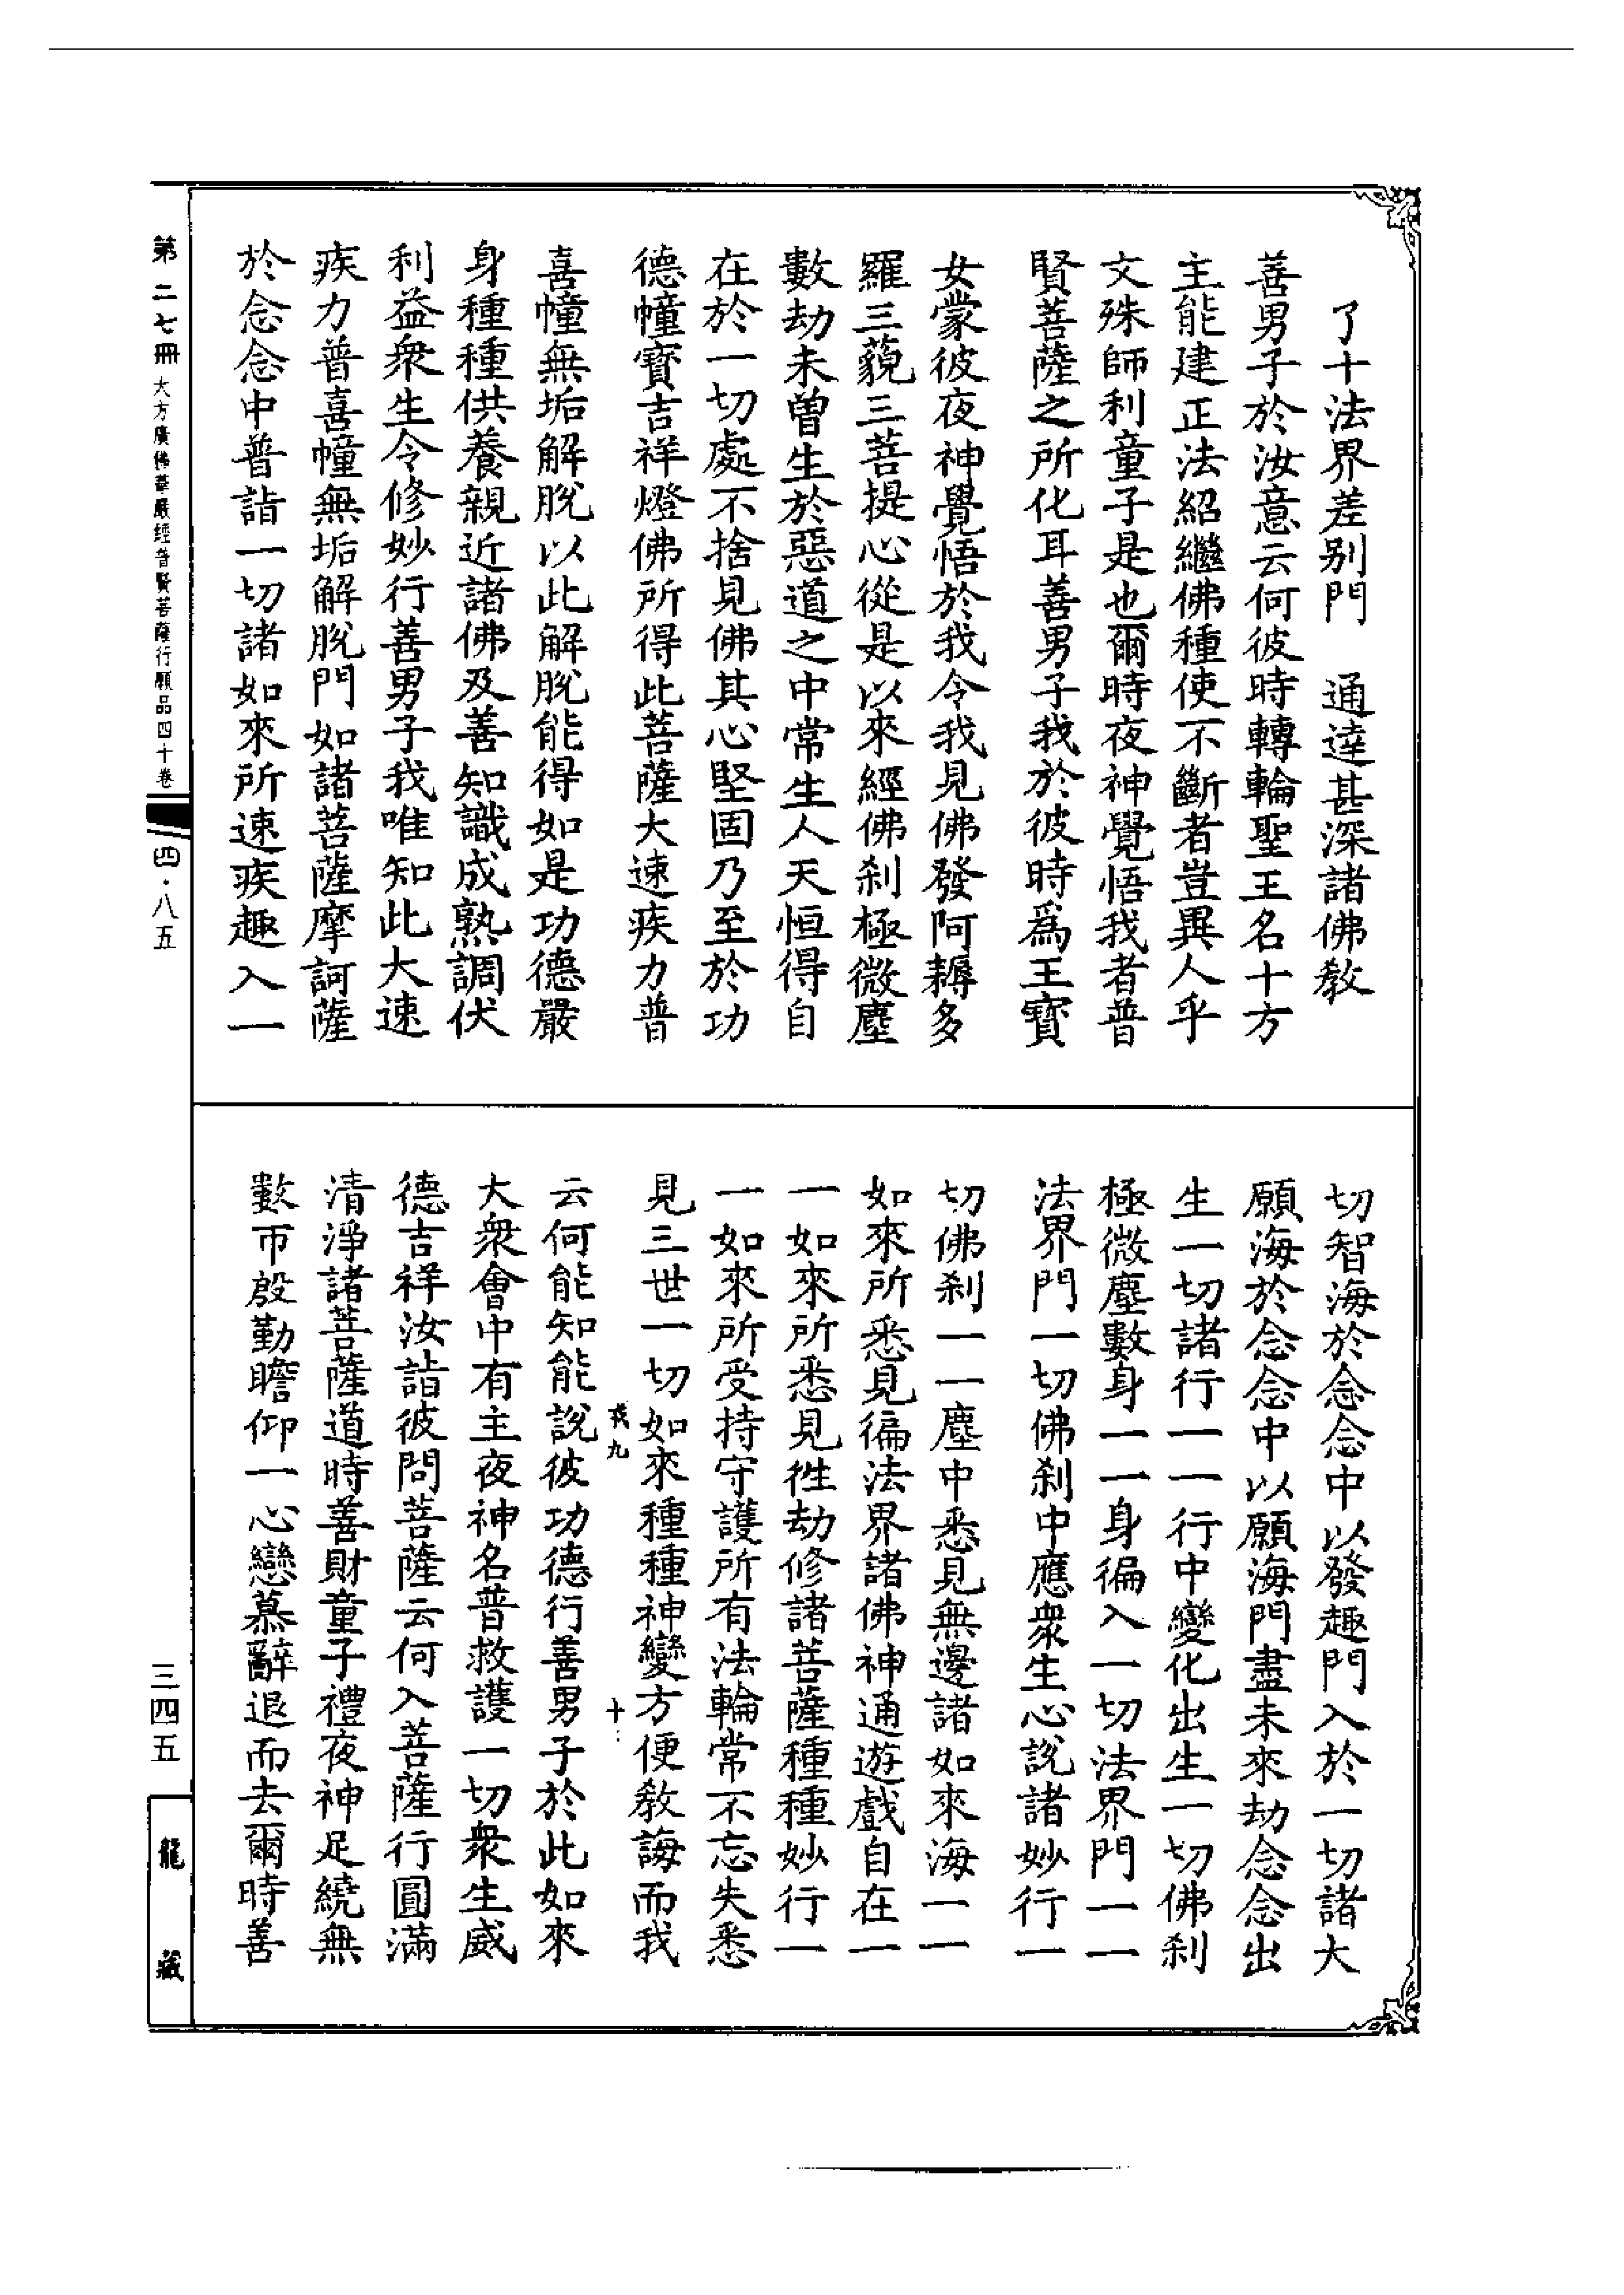 了十法界差别門　通達甚深諸佛教
善男子於汝意云何彼時轉輪聖王名十方
主能建正法紹繼佛種使不斷者豈異人乎
文殊師利童子是也爾時夜神覺悟我者普
賢菩薩之所化耳善男子我於彼時爲王寶
女蒙彼夜神覺悟於我令我見佛發阿耨多
羅三藐三菩提心從是以來經佛刹極微塵
數劫未曾生於惡道之中常生人天恒得自
在於一切處不捨見佛其心堅固乃至於功
德幢寶吉祥燈佛所得此菩薩大速疾力普
喜幢無垢解脫以此解脫能得如是功德嚴
身種種供養親近諸佛及善知識成熟調伏
利益衆生令修妙行善男子我唯知此大速
疾力普喜幢無垢解脫門如諸菩薩摩訶薩
於念念中普詣一切諸如來所速疾趣入一
切智海於念念中以發趣門入於一切諸大
願海於念念中以願海門盡未來劫念念出
生一切諸行一一行中變化出生一切佛刹
極微塵數身一一身徧入一切法界門一一
法界門一切佛刹中應衆生心說諸妙行一
切佛刹一一塵中悉見無邊諸如來海一一
如來所悉見徧法界諸佛神通遊戲自在一
一如來所悉見徃劫修諸菩薩種種妙行一
一如來所受持守護所有法輪常不忘失悉
見三世一切如來種種神變方便教誨而我
戎九
十
云何能知能說彼功德行善男子於此如來
大衆會中有主夜神名普救護一切衆生威
德吉祥汝詣彼問菩薩云何入菩薩行圓滿
清淨諸菩薩道時善財童子禮夜神足繞無
數帀殷勤瞻仰一心戀慕辭退而去爾時善
第二七冊 大方廣佛華嚴經普賢菩薩行願品四十卷
四·八五
三四五
龍藏